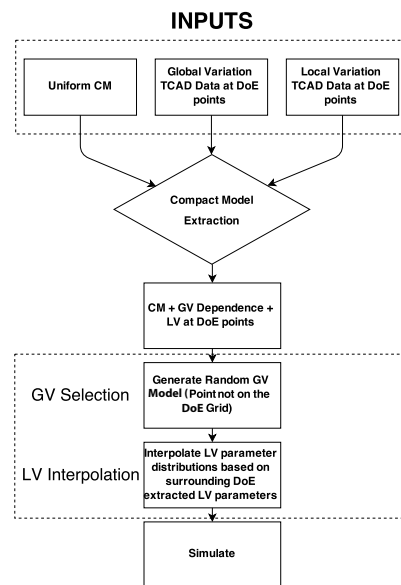 INPUTS
Uniform CM
Global Variation
TCAD Data at DoE
points
Local Variation
TCAD Data at DoE
points
Compact Model
Extraction
CM + GV Dependence +
LV at DoE points
GV Selection
Generate Random GV
Model (Point not on the
DoE Grid)
LV Interpolation
Interpolate LV parameter
distributions based on
surrounding DoE
extracted LV parameters
Simulate